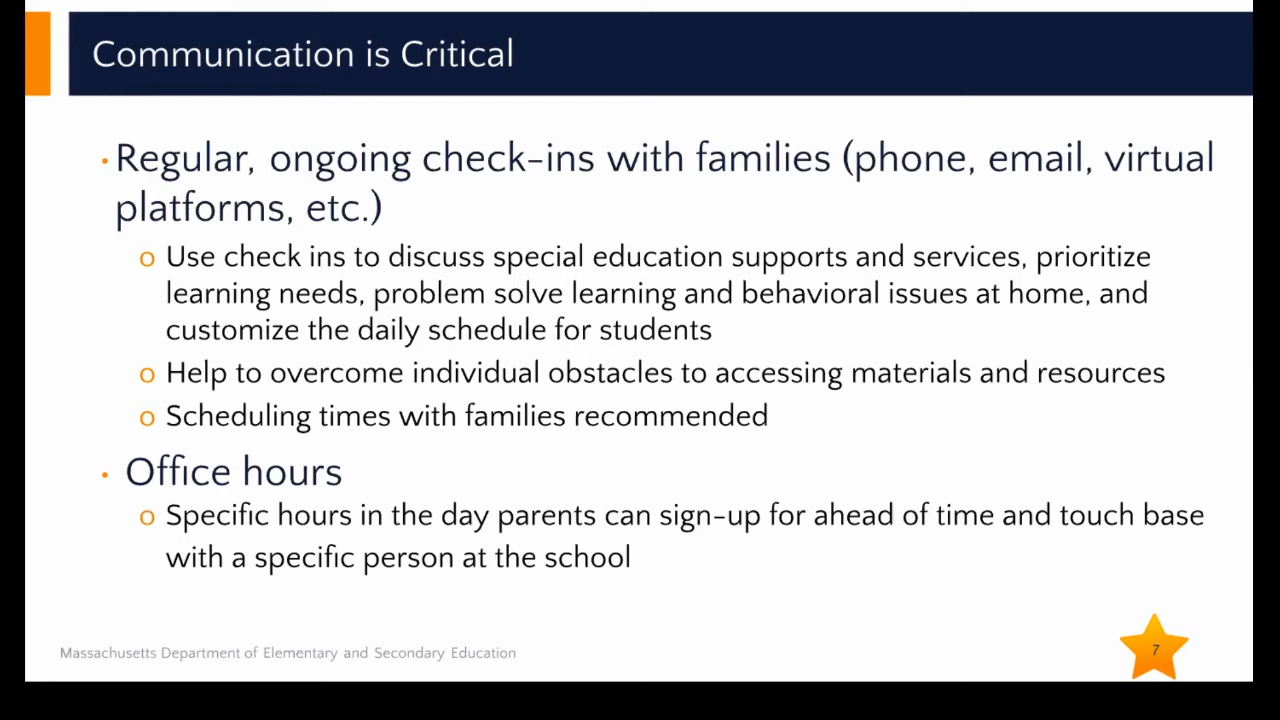 Communication is Critical
• Regular, ongoing check-ins with families (phone, email, virtual
platforms, etc.)
o Use check ins to discuss special education supports and services, prioritize
learning needs, problem solve learning and behavioral issues at home, and
customize the daily schedule for students
o Help to overcome individual obstacles to accessing materials and resources
o Scheduling times with families recommended
• Office hours
o Specific hours in the day parents can sign-up for ahead of time and touch base
with a specific person at the school
Massachusetts Department of Elementary and Secondary Education
7